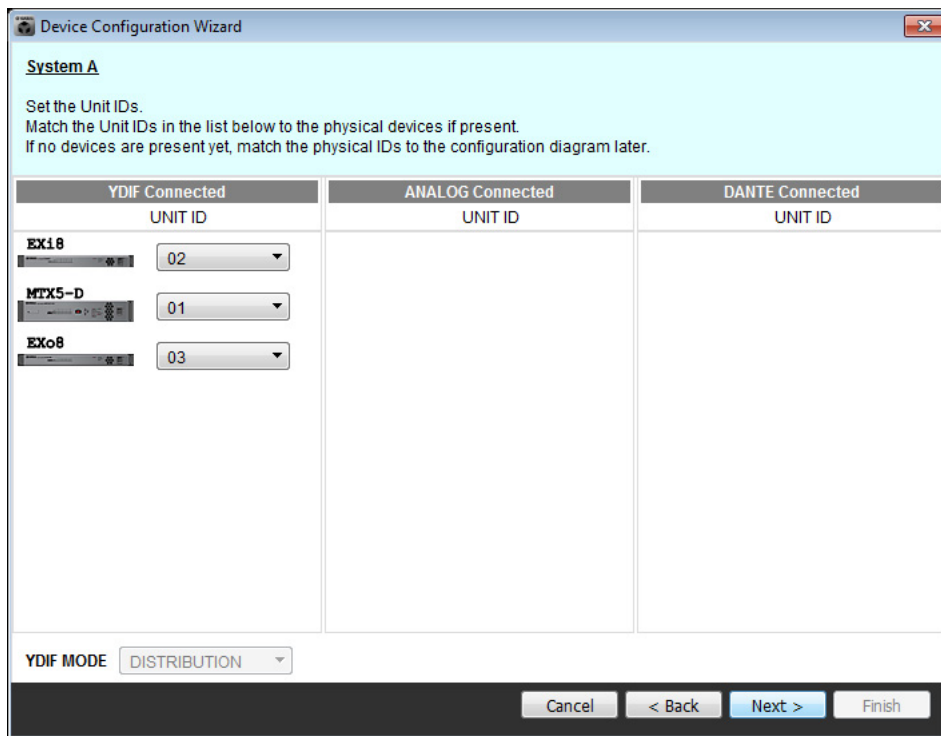 Device Configuration Wizard
System A
Set the Unit IDs.
Match the Unit IDs in the list below to the physical devices if present.
If no devices are present yet, match the physical IDs to the configuration diagram later.
YDIF Connected
ANALOG Connected
DANTE Connected
UNIT ID
UNIT ID
UNIT ID
EXi8
02
MTX5-D
01
EXo8
03
YDIF MODE
DISTRIBUTION
Cancel
< Back
Next >
Finish